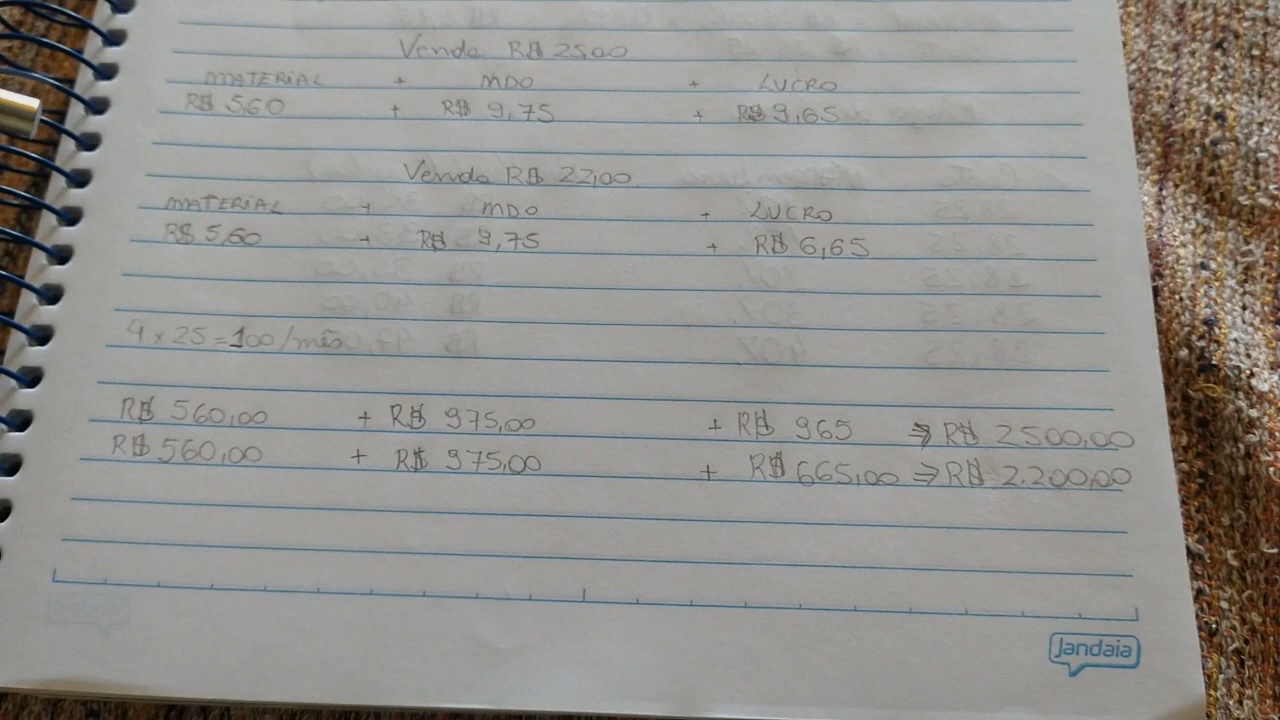 Venda R$ 25,00
MATERIAL + MDO + LUCRO
R$ 5,60 + R$ 9,75 + R$ 9,65
Venda R$ 22,00
MATERIAL + MDO + LUCRO
R$ 5,60 + R$ 9,75 + R$ 6,65
4 x 25 = 100/mês
R$ 560,00 + R$ 975,00 + R$ 965 ⇒ R$ 2500,00
R$ 560,00 + R$ 975,00 + R$ 665,00 ⇒ R$ 2.200,00
Jandaia